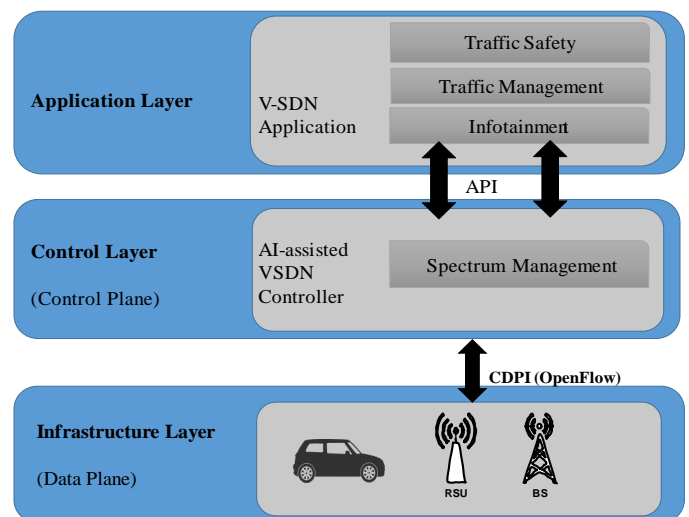 Application Layer
V-SDN
Application
Traffic Safety
Traffic Management
Infotainment
API
Control Layer
(Control Plane)
AI-assisted
VSDN
Controller
Spectrum Management
CDPI (OpenFlow)
Infrastructure Layer
(Data Plane)
RSU
BS